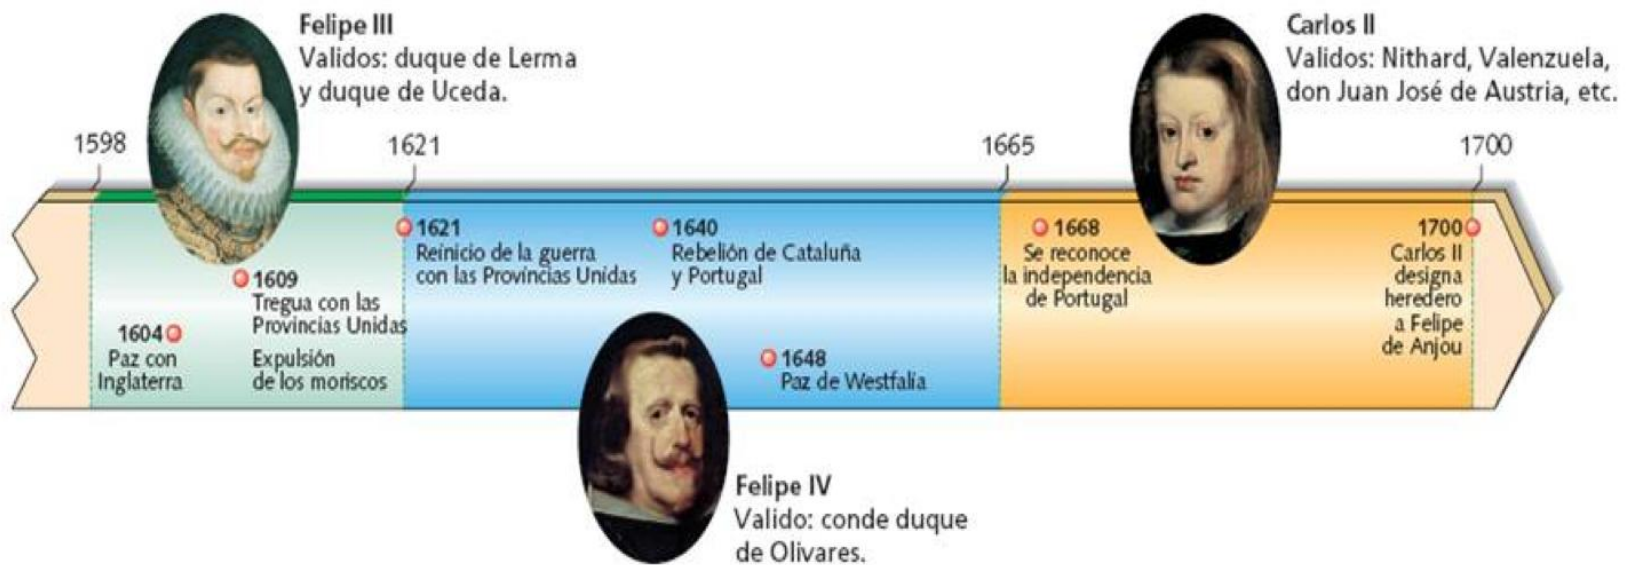 Felipe III
Validos: duque de Lerma
y duque de Uceda.
Carlos II
Validos: Nithard, Valenzuela,
don Juan José de Austria, etc.
1598
1621
1665
1700
1604
Paz con
Inglaterra
1609
Tregua con las
Provincias Unidas
Expulsión
de los moriscos
1621
Reinicio de la guerra
con las Provincias Unidas
1640
Rebelión de Cataluña
y Portugal
1648
Paz de Westfalia
1668
Se reconoce
la independencia
de Portugal
1700
Carlos II
designa
heredero
a Felipe
de Anjou
Felipe IV
Valido: conde duque
de Olivares.